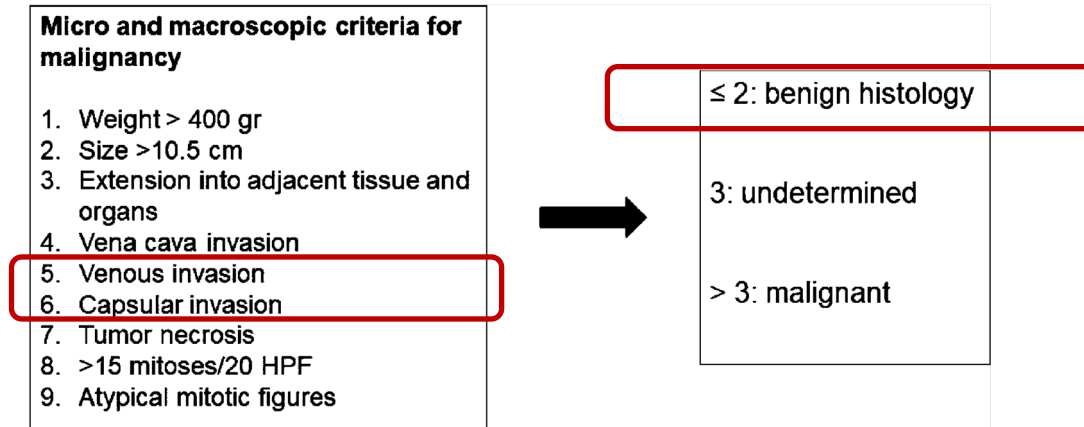 Micro and macroscopic criteria for
malignancy
1. Weight > 400 gr
2. Size >10.5 cm
3. Extension into adjacent tissue and
organs
4. Vena cava invasion
5. Venous invasion
6. Capsular invasion
7. Tumor necrosis
8. >15 mitoses/20 HPF
9. Atypical mitotic figures
≤ 2: benign histology
3: undetermined
> 3: malignant